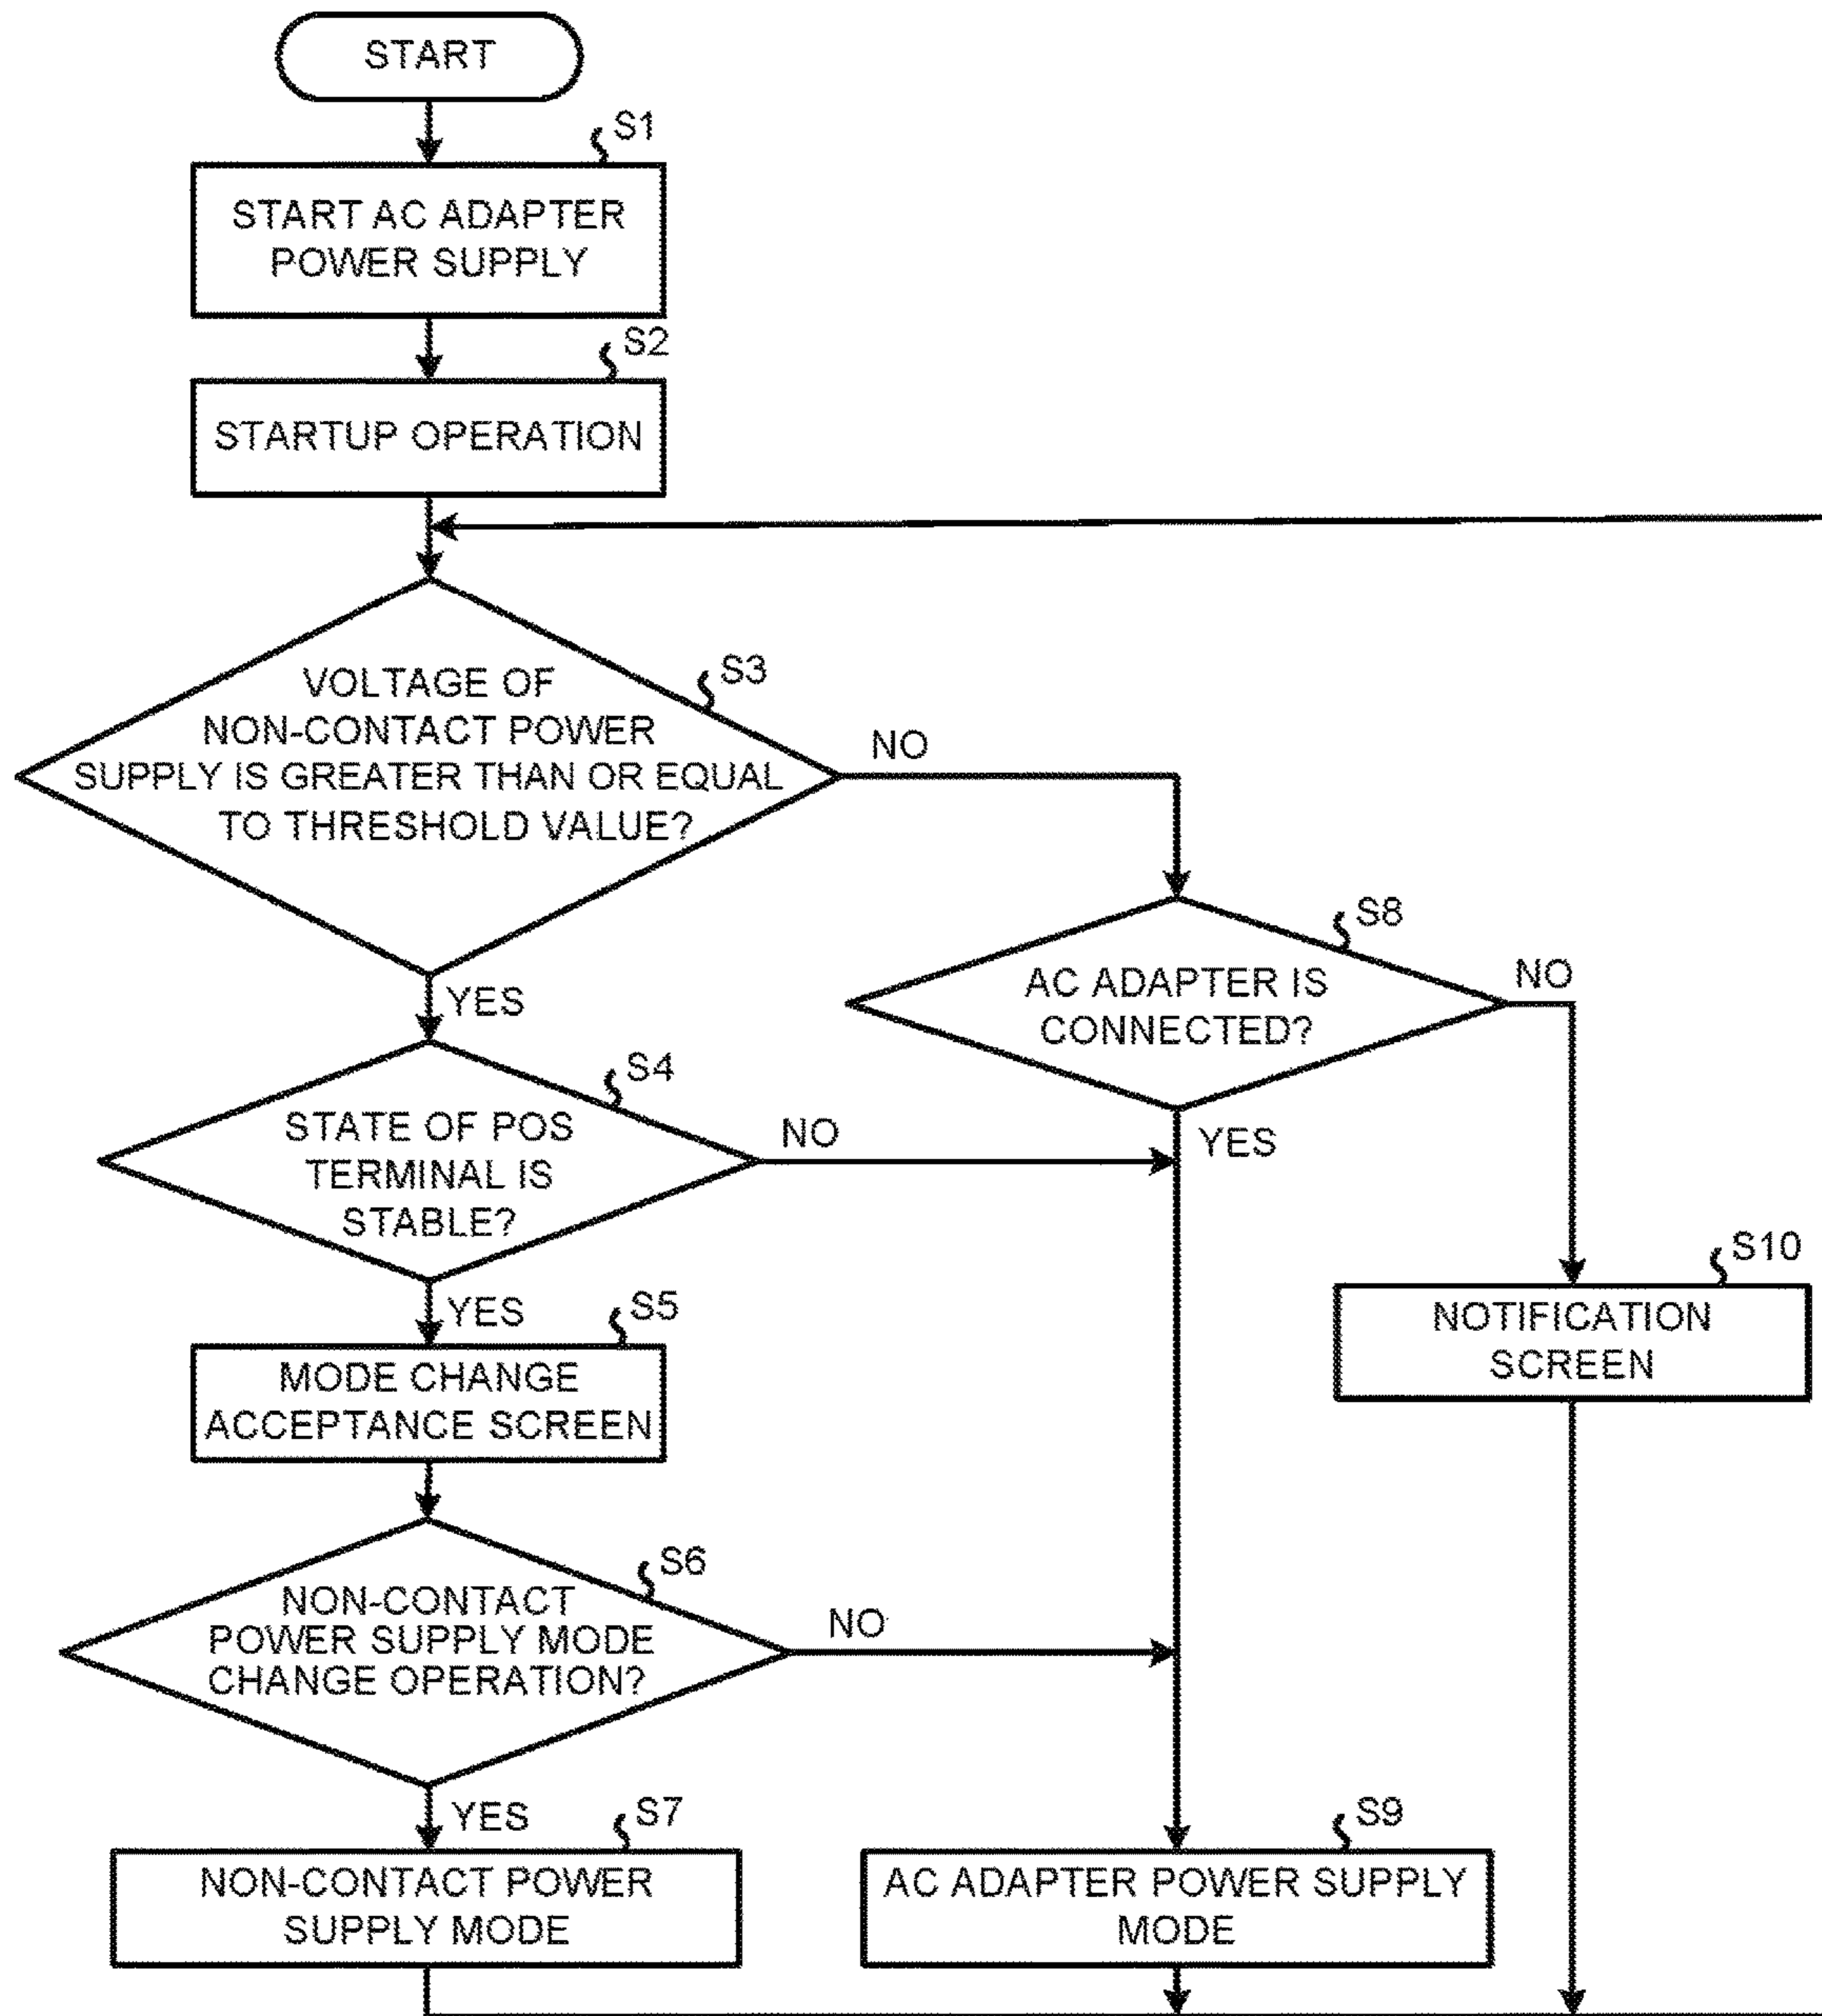 START
S1
START AC ADAPTER
POWER SUPPLY
S2
STARTUP OPERATION
S3
VOLTAGE OF
NON-CONTACT POWER
SUPPLY IS GREATER THAN OR EQUAL
TO THRESHOLD VALUE?
NO
YES
S8
AC ADAPTER IS
CONNECTED?
NO
YES
S4
STATE OF POS
TERMINAL IS
STABLE?
NO
YES
S10
NOTIFICATION
SCREEN
S5
MODE CHANGE
ACCEPTANCE SCREEN
S6
NON-CONTACT
POWER SUPPLY MODE
CHANGE OPERATION?
NO
YES
S7
NON-CONTACT POWER
SUPPLY MODE
S9
AC ADAPTER POWER SUPPLY
MODE